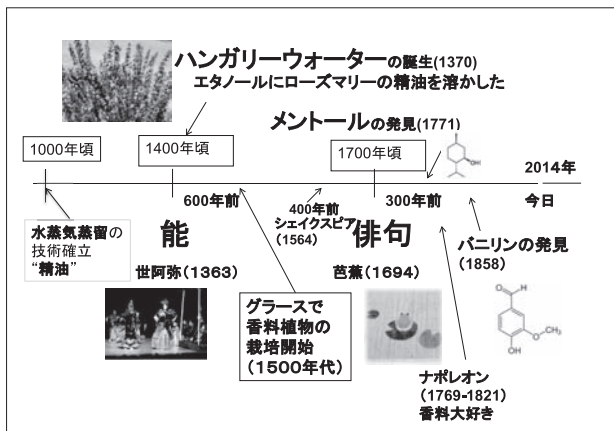 ハンガリーウォーターの誕生(1370)
エタノールにローズマリーの精油を溶かした
メントールの発見(1771)
1000年頃
1400年頃
1700年頃
OH
2014年
600年前
400年前
シェイクスピア
(1564)
300年前
今日
水蒸気蒸留の
技術確立
“精油”
能
世阿弥(1363)
俳句
芭蕉(1694)
バニリンの発見
(1858)
グラースで
香料植物の
栽培開始
(1500年代)
O
H
O
CH₃
OH
ナポレオン
(1769-1821)
香料大好き